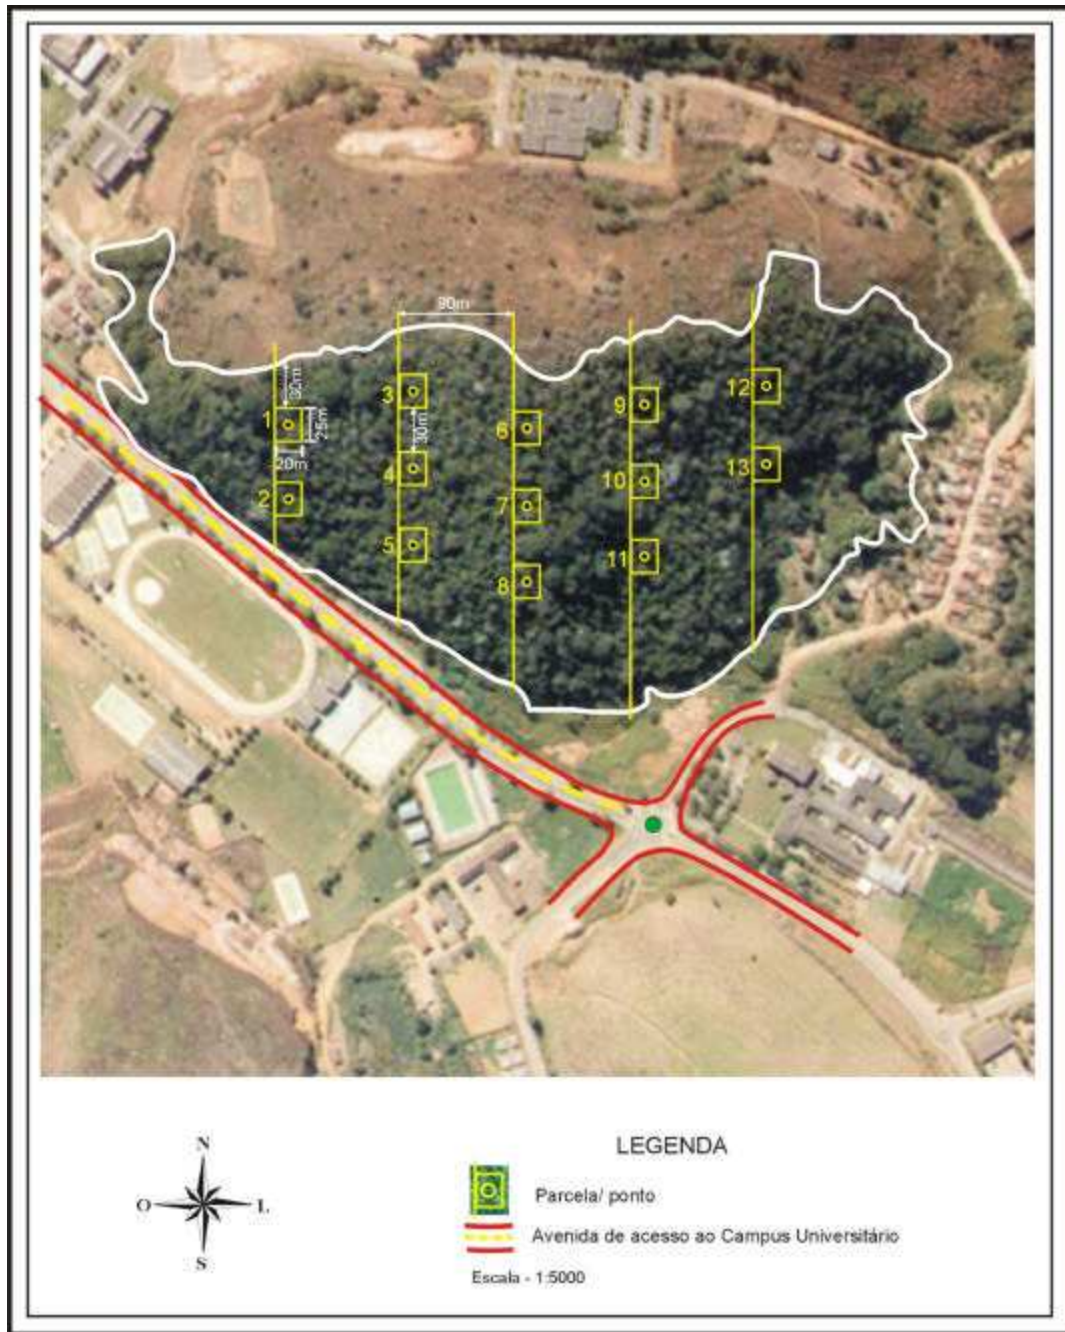 90m
30m
3
12
9
1
25m
30m
6
20m
4
13
10
2
7
5
11
8
N
O L
S
LEGENDA
Parcela/ ponto
Avenida de acesso ao Campus Universitário
Escala - 1:5000